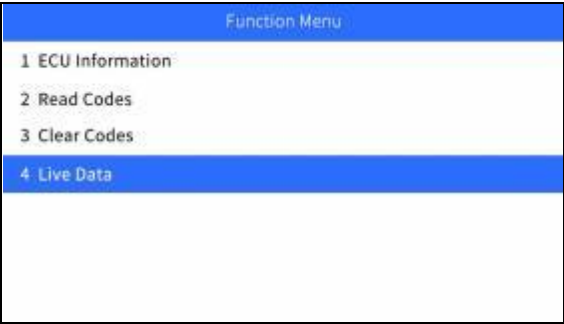 Function Menu
1 ECU Information
2 Read Codes
3 Clear Codes
4 Live Data